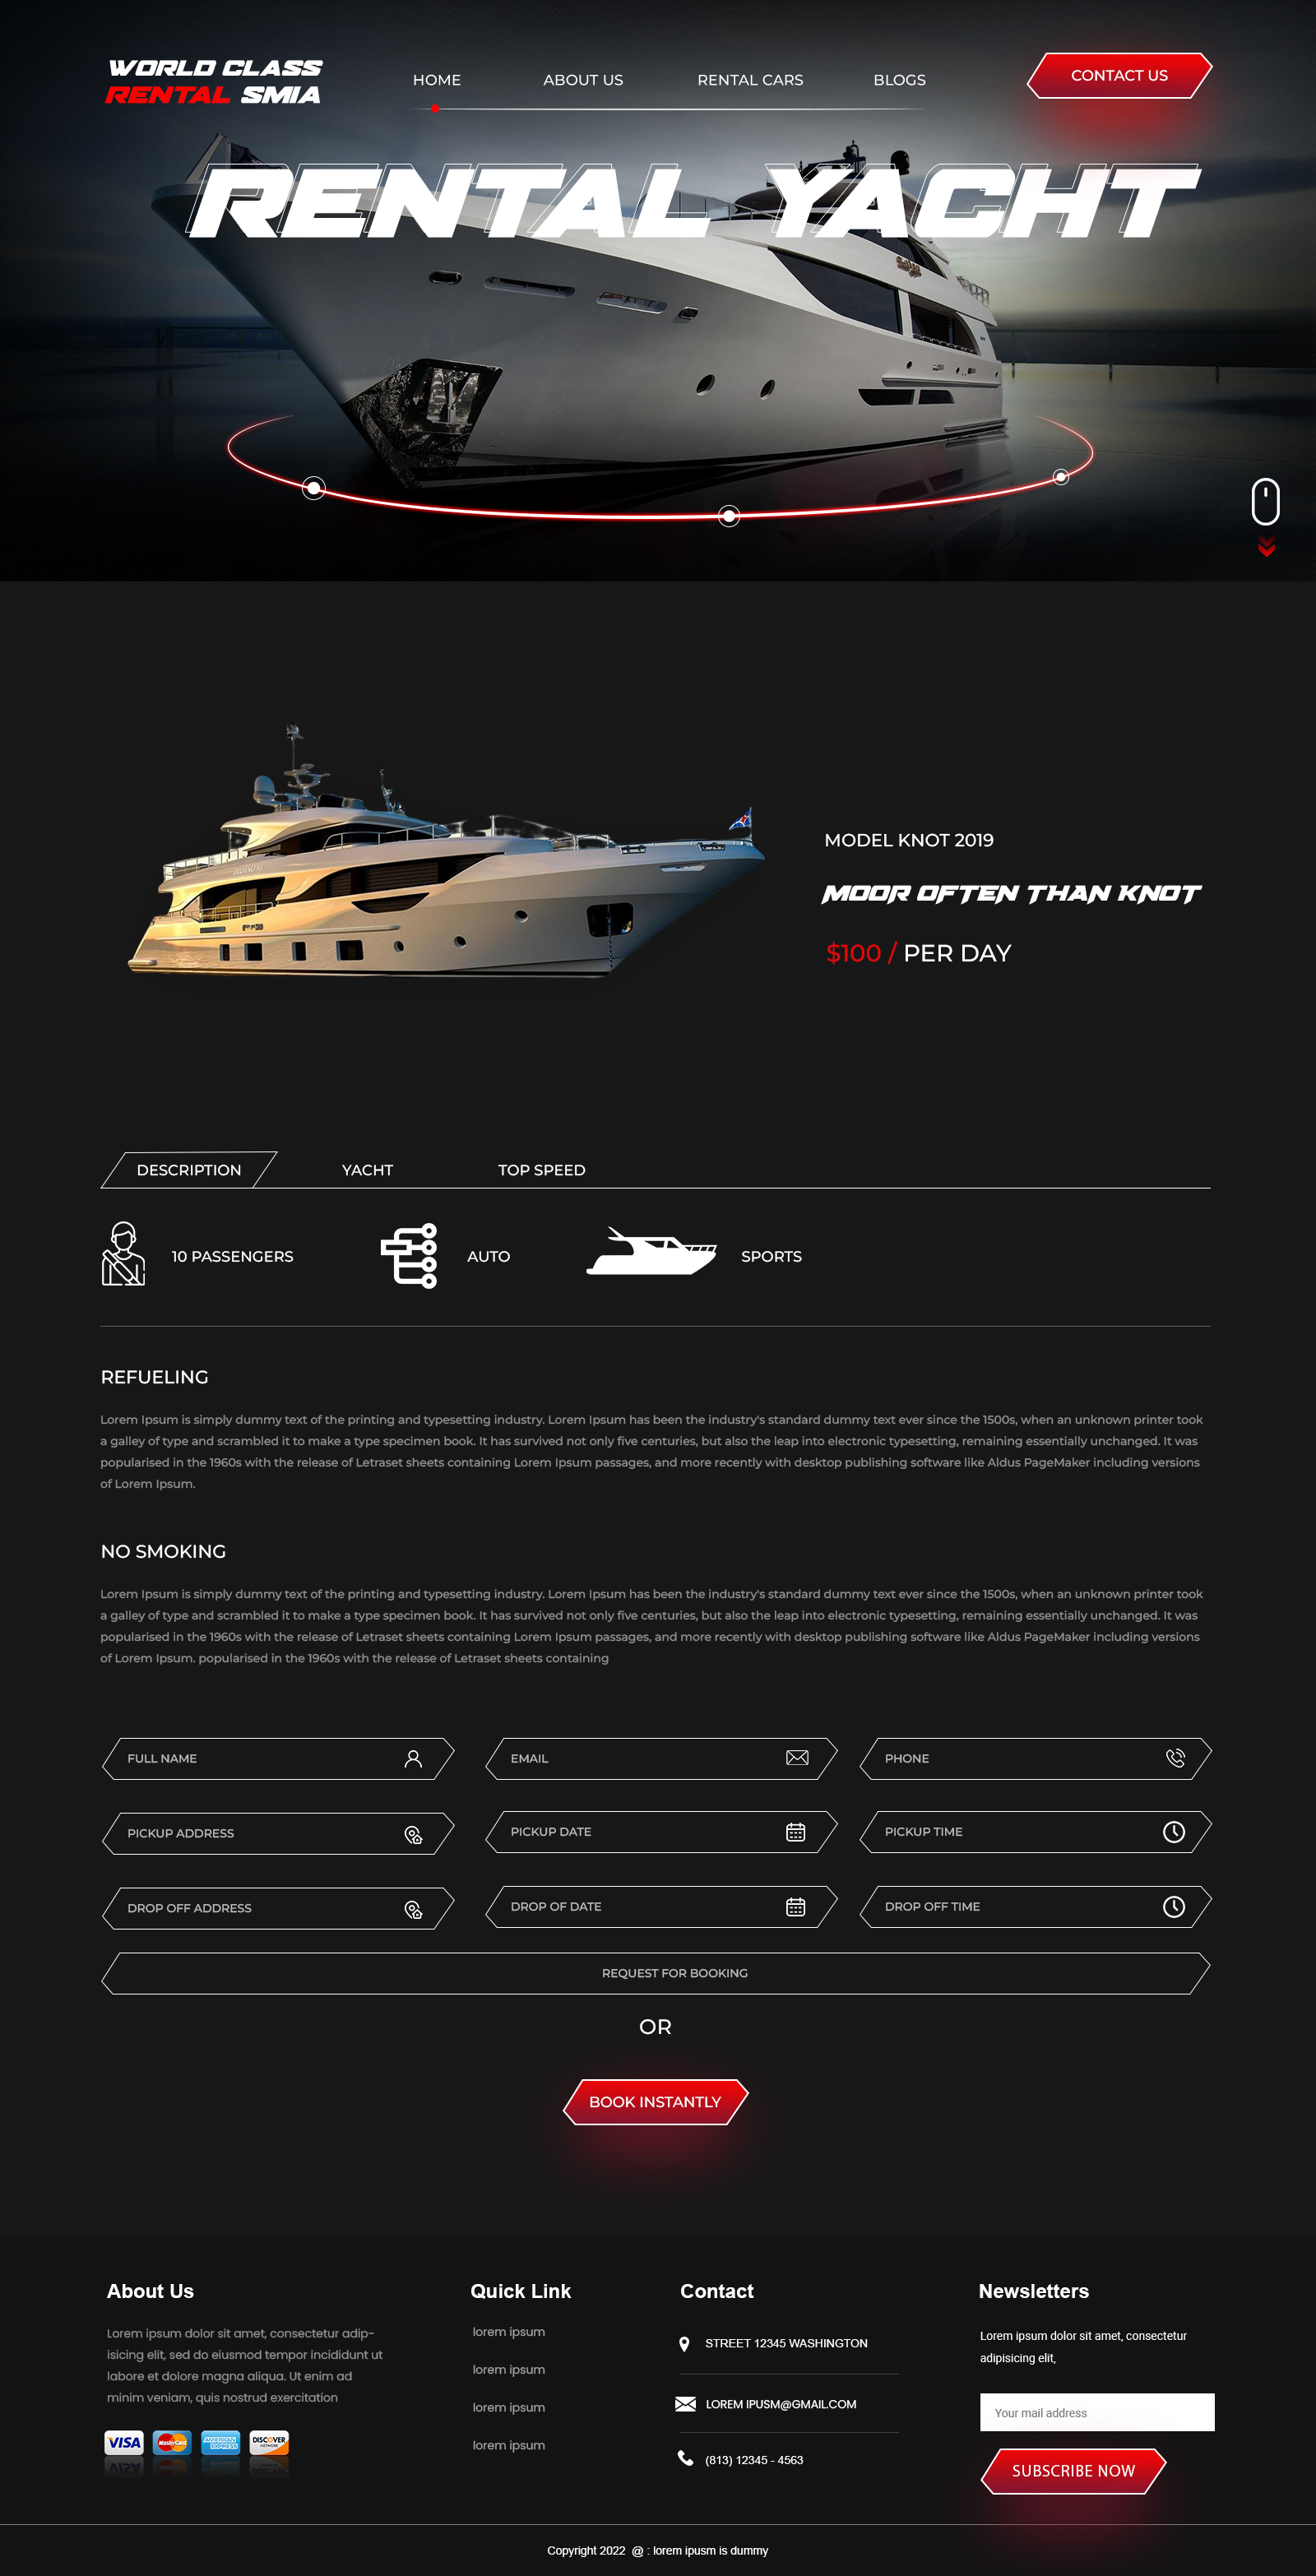 WORLD CLASS
RENTAL SMIA
HOME ABOUT US RENTAL CARS BLOGS
CONTACT US
RENTAL YACHT
MODEL KNOT 2019
MOOR OFTEN THAN KNOT
$100 / PER DAY
DESCRIPTION YACHT TOP SPEED
10 PASSENGERS AUTO SPORTS
REFUELING
Lorem Ipsum is simply dummy text of the printing and typesetting industry. Lorem Ipsum has been the industry's standard dummy text ever since the 1500s, when an unknown printer took
a galley of type and scrambled it to make a type specimen book. It has survived not only five centuries, but also the leap into electronic typesetting, remaining essentially unchanged. It was
popularised in the 1960s with the release of Letraset sheets containing Lorem Ipsum passages, and more recently with desktop publishing software like Aldus PageMaker including versions
of Lorem Ipsum.
NO SMOKING
Lorem Ipsum is simply dummy text of the printing and typesetting industry. Lorem Ipsum has been the industry's standard dummy text ever since the 1500s, when an unknown printer took
a galley of type and scrambled it to make a type specimen book. It has survived not only five centuries, but also the leap into electronic typesetting, remaining essentially unchanged. It was
popularised in the 1960s with the release of Letraset sheets containing Lorem Ipsum passages, and more recently with desktop publishing software like Aldus PageMaker including versions
of Lorem Ipsum. popularised in the 1960s with the release of Letraset sheets containing
FULL NAME EMAIL PHONE
PICKUP ADDRESS PICKUP DATE PICKUP TIME
DROP OFF ADDRESS DROP OF DATE DROP OFF TIME
REQUEST FOR BOOKING
OR
BOOK INSTANTLY
About Us
Lorem ipsum dolor sit amet, consectetur adip-
isicing elit, sed do eiusmod tempor incididunt ut
labore et dolore magna aliqua. Ut enim ad
minim veniam, quis nostrud exercitation
VISA MasterCard AMERICAN EXPRESS DISCOVER NETWORK
Quick Link
lorem ipsum
lorem ipsum
lorem ipsum
lorem ipsum
Contact
STREET 12345 WASHINGTON
LOREM IPUSM@GMAIL.COM
(813) 12345 - 4563
Newsletters
Lorem ipsum dolor sit amet, consectetur
adipisicing elit,
Your mail address
SUBSCRIBE NOW
Copyright 2022 @ : lorem ipusm is dummy